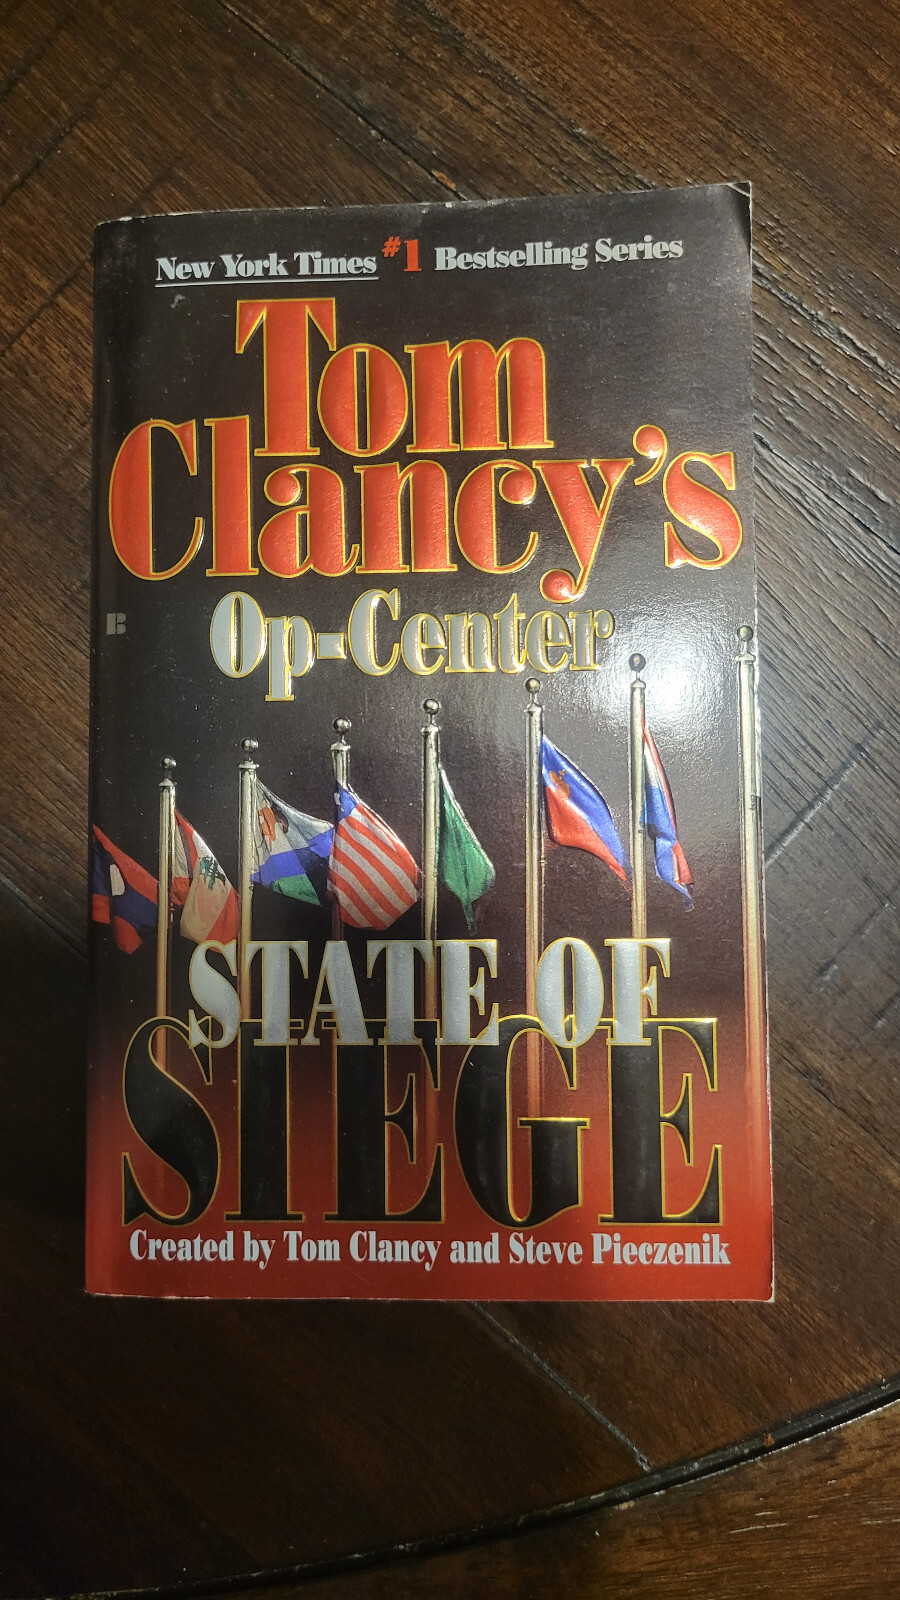 New York Times #1 Bestselling Series
Tom
Clancy's
B
Op-Center
STATE OF
SIEGE
Created by Tom Clancy and Steve Pieczenik